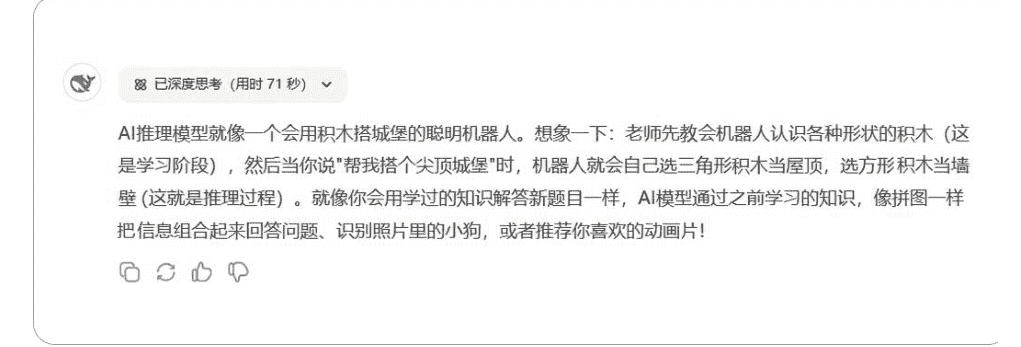 已深度思考（用时 71 秒）
AI推理模型就像一个会用积木搭城堡的聪明机器人。想象一下：老师先教会机器人认识各种形状的积木（这
是学习阶段），然后当你说"帮我搭个尖顶城堡"时，机器人就会自己选三角形积木当屋顶，选方形积木当墙
壁 (这就是推理过程）。就像你会用学过的知识解答新题目一样，AI模型通过之前学习的知识，像拼图一样
把信息组合起来回答问题、识别照片里的小狗，或者推荐你喜欢的动画片！